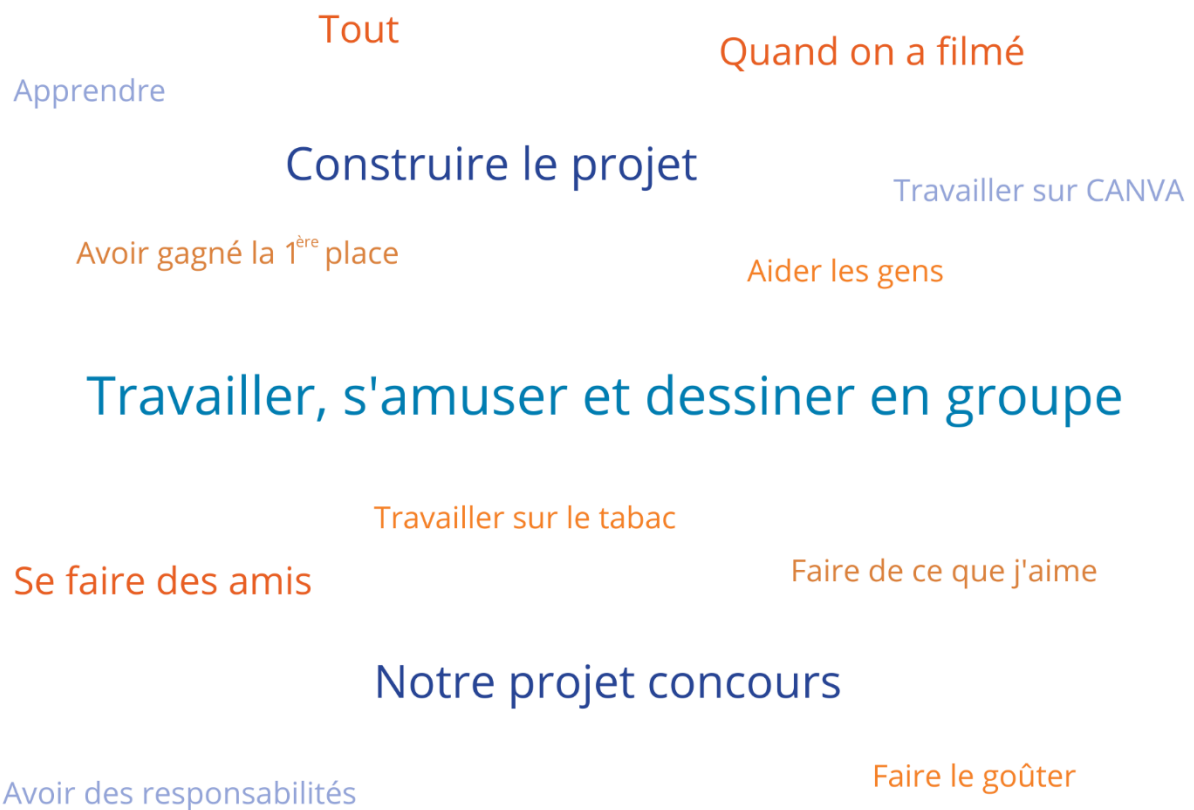 Tout
Quand on a filmé
Apprendre
Construire le projet
Travailler sur CANVA
Avoir gagné la 1ère place
Aider les gens
Travailler, s'amuser et dessiner en groupe
Travailler sur le tabac
Se faire des amis
Faire de ce que j'aime
Notre projet concours
Faire le goûter
Avoir des responsabilités